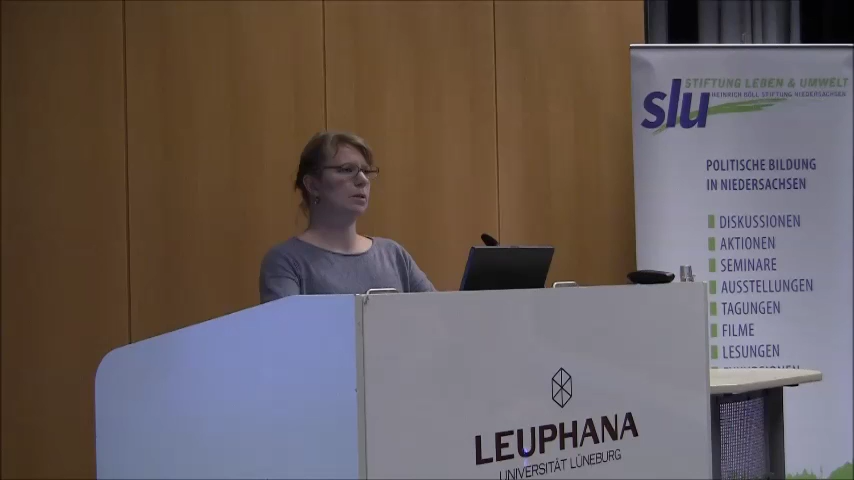 slu
STIFTUNG LEBEN & UMWELT
HEINRICH BÖLL STIFTUNG NIEDERSACHSEN
POLITISCHE BILDUNG
IN NIEDERSACHSEN
DISKUSSIONEN
AKTIONEN
SEMINARE
AUSSTELLUNGEN
TAGUNGEN
FILME
LESUNGEN
LEUPHANA
UNIVERSITÄT LÜNEBURG